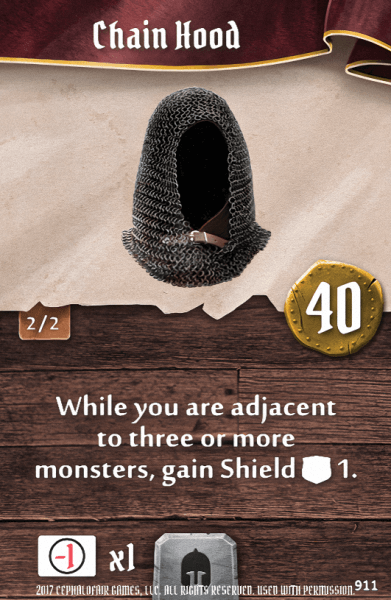 Chain Hood
40
2/2
While you are adjacent
to three or more
monsters, gain Shield 1.
-1 x1
2017 CEPHALOFAIR GAMES, LLC. ALL RIGHTS RESERVED. USED WITH PERMISSION. 911